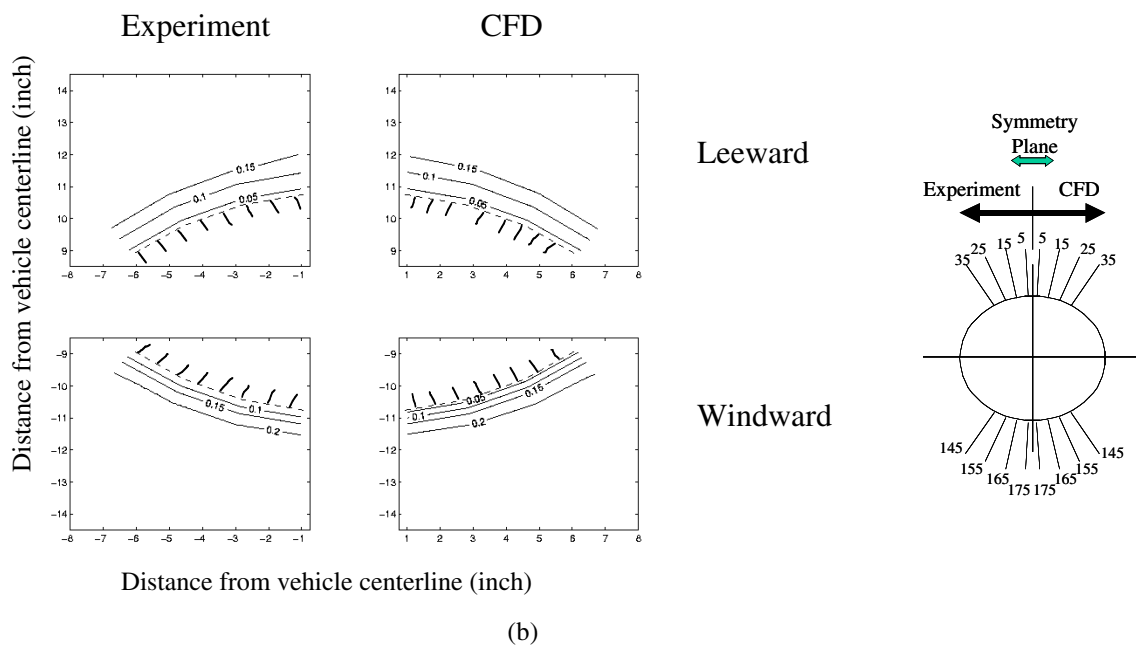 Experiment
CFD
Distance from vehicle centerline (inch)
14
13
12
11
10
9
-8 -7 -6 -5 -4 -3 -2 -1
0.15
0.1
0.05
14
13
12
11
10
9
1 2 3 4 5 6 7 8
0.15
0.1
0.05
Leeward
-9
-10
-11
-12
-13
-14
-8 -7 -6 -5 -4 -3 -2 -1
0.1
0.15
0.2
-9
-10
-11
-12
-13
-14
1 2 3 4 5 6 7 8
0.05
0.1
0.15
0.2
Windward
Distance from vehicle centerline (inch)
Symmetry
Plane
Experiment CFD
35 25 15 5 5 15 25 35
145 155 165 175 175 165 155 145
(b)